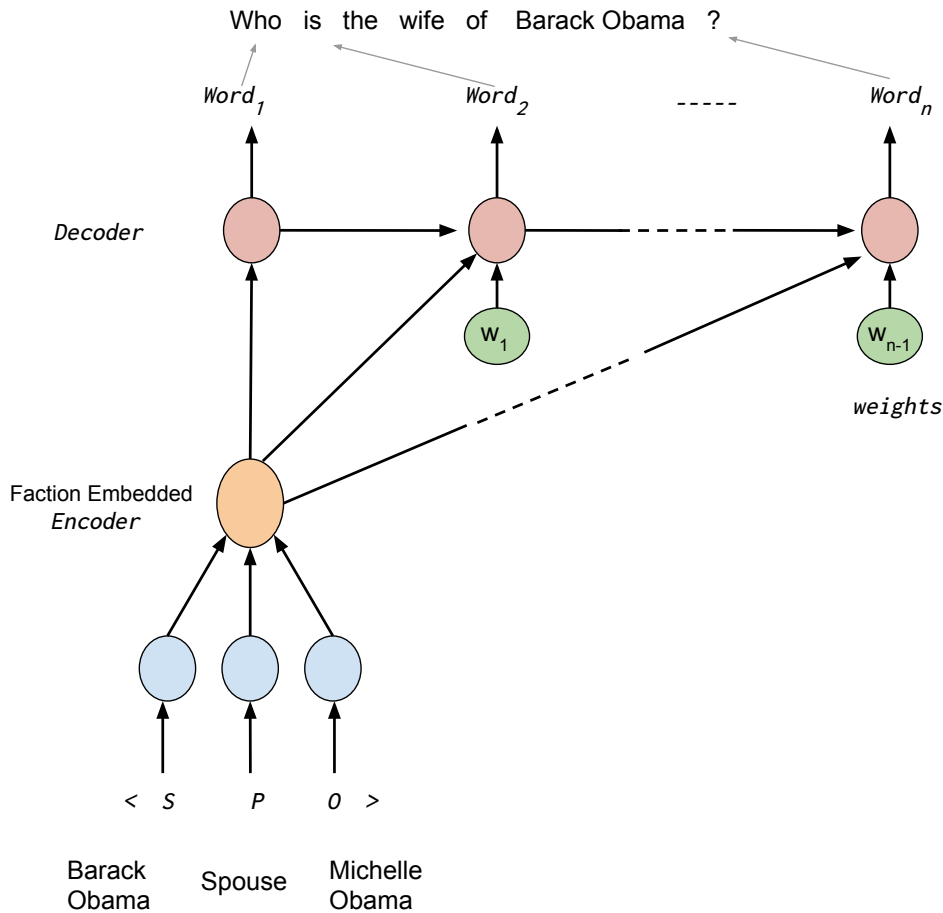 Who is the wife of Barack Obama ?
Word1 Word2 ----- Wordn
Decoder
w1 wn-1
weights
Faction Embedded
Encoder
< S P O >
Barack Obama
Spouse
Michelle Obama